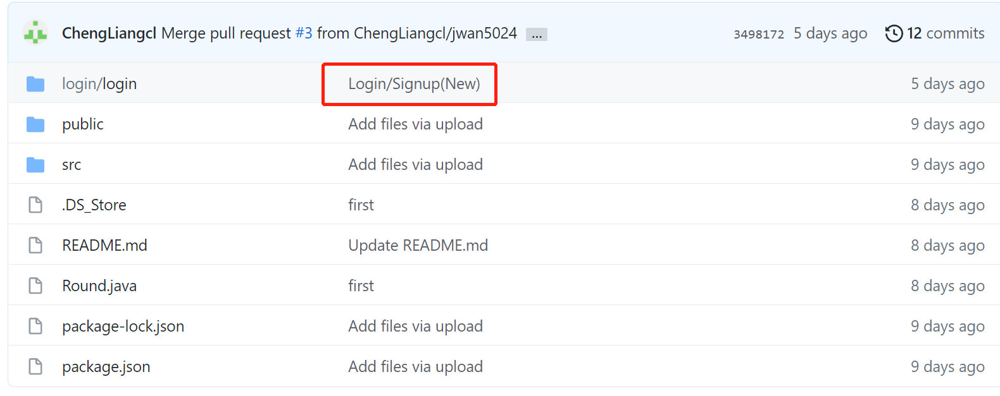 ChengLiangcl Merge pull request #3 from ChengLiangcl/jwan5024 ... 3498172 5 days ago 12 commits
login/login Login/Signup(New) 5 days ago
public Add files via upload 9 days ago
src Add files via upload 9 days ago
.DS_Store first 8 days ago
README.md Update README.md 8 days ago
Round.java first 8 days ago
package-lock.json Add files via upload 9 days ago
package.json Add files via upload 9 days ago